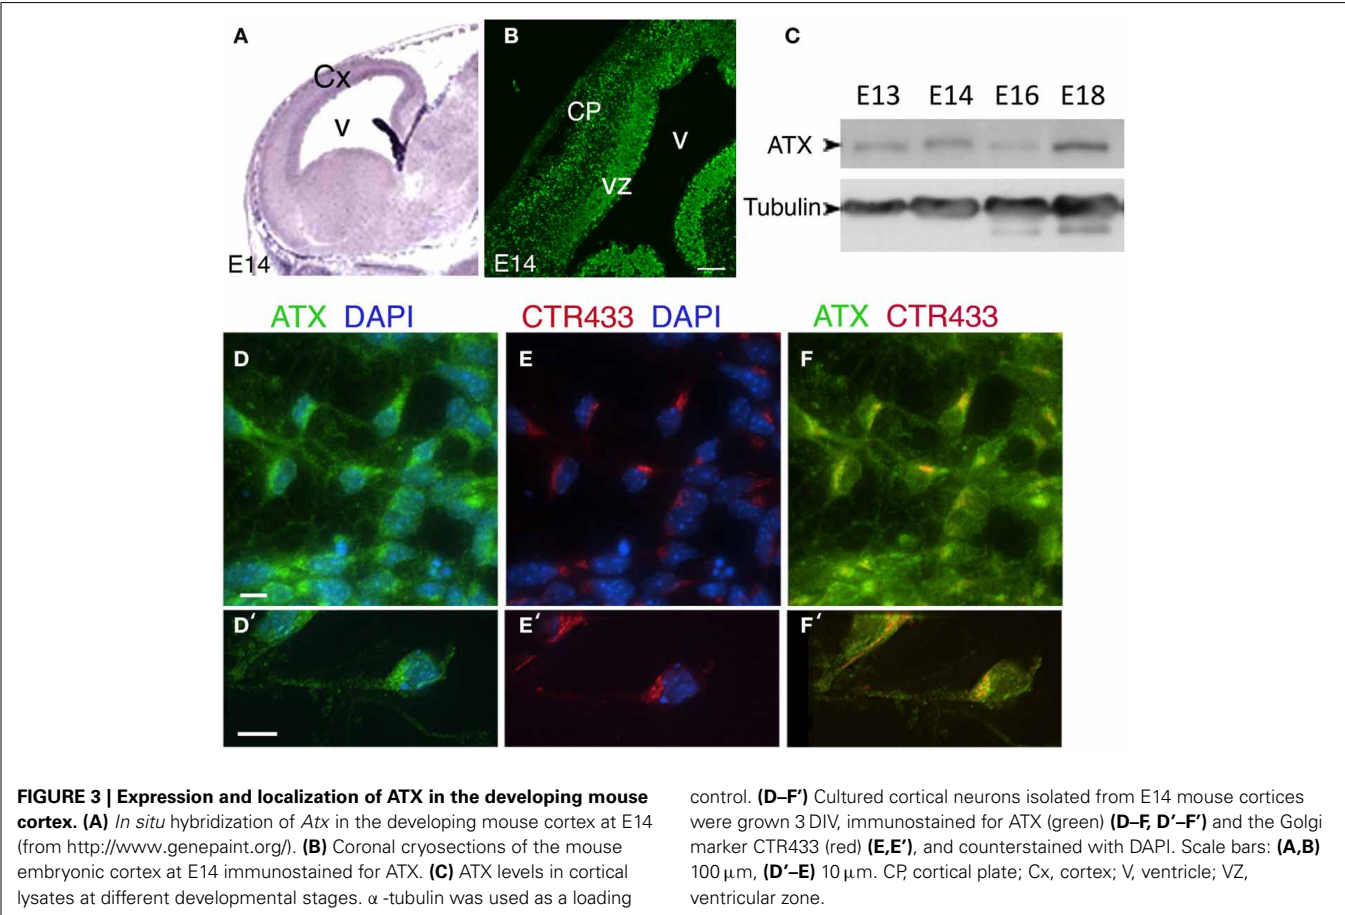 A
B
C
Cx
V
E14
CP
V
VZ
E14
E13 E14 E16 E18
ATX
Tubulin
ATX DAPI
CTR433 DAPI
ATX CTR433
D
E
F
D′
E′
F′
FIGURE 3 | Expression and localization of ATX in the developing mouse
cortex. (A) In situ hybridization of Atx in the developing mouse cortex at E14
(from http://www.genepaint.org/). (B) Coronal cryosections of the mouse
embryonic cortex at E14 immunostained for ATX. (C) ATX levels in cortical
lysates at different developmental stages. α -tubulin was used as a loading
control. (D–F′) Cultured cortical neurons isolated from E14 mouse cortices
were grown 3 DIV, immunostained for ATX (green) (D–F, D′–F′) and the Golgi
marker CTR433 (red) (E,E′), and counterstained with DAPI. Scale bars: (A,B)
100 μm, (D′–E) 10 μm. CP, cortical plate; Cx, cortex; V, ventricle; VZ,
ventricular zone.